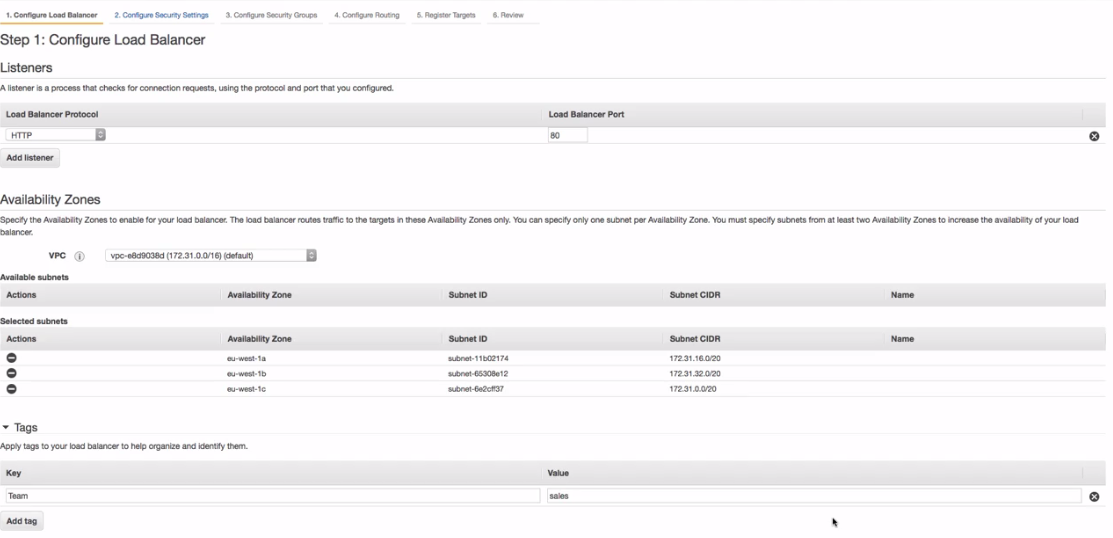 1. Configure Load Balancer 2. Configure Security Settings 3. Configure Security Groups 4. Configure Routing 5. Register Targets 6. Review
Step 1: Configure Load Balancer
Listeners
A listener is a process that checks for connection requests, using the protocol and port that you configured.
Load Balancer Protocol Load Balancer Port
HTTP 80
Add listener
Availability Zones
Specify the Availability Zones to enable for your load balancer. The load balancer routes traffic to the targets in these Availability Zones only. You can specify only one subnet per Availability Zone. You must specify subnets from at least two Availability Zones to increase the availability of your load
balancer.
VPC i vpc-e8d9038d (172.31.0.0/16) (default)
Available subnets
Actions Availability Zone Subnet ID Subnet CIDR Name
Selected subnets
Actions Availability Zone Subnet ID Subnet CIDR Name
eu-west-1a subnet-11b02174 172.31.16.0/20
eu-west-1b subnet-65308e12 172.31.32.0/20
eu-west-1c subnet-6e2cff37 172.31.0.0/20
Tags
Apply tags to your load balancer to help organize and identify them.
Key Value
Team sales
Add tag